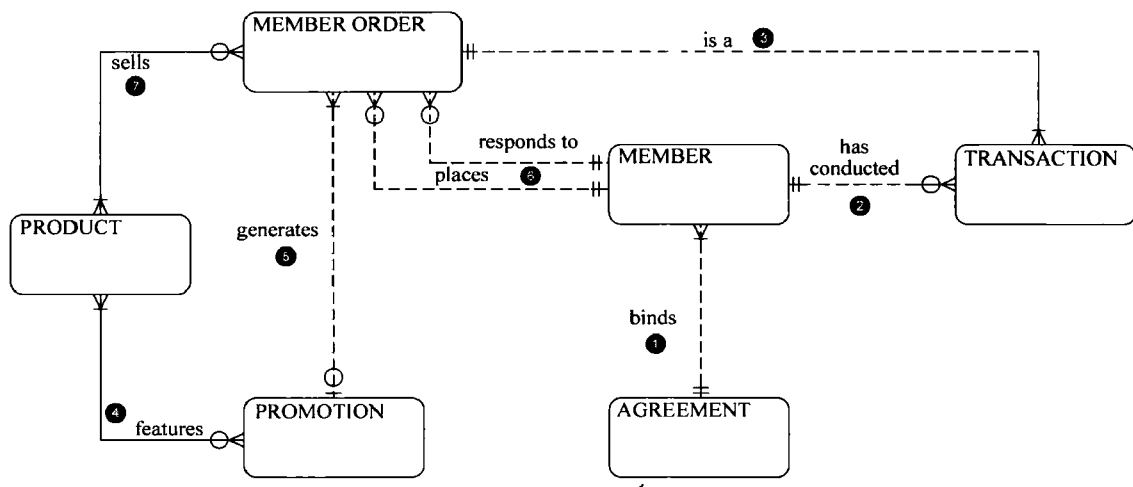 MEMBER ORDER
is a 3
sells
7
responds to
MEMBER
has
conducted
TRANSACTION
places 6
2
PRODUCT
generates
5
binds
1
4
features
PROMOTION
AGREEMENT